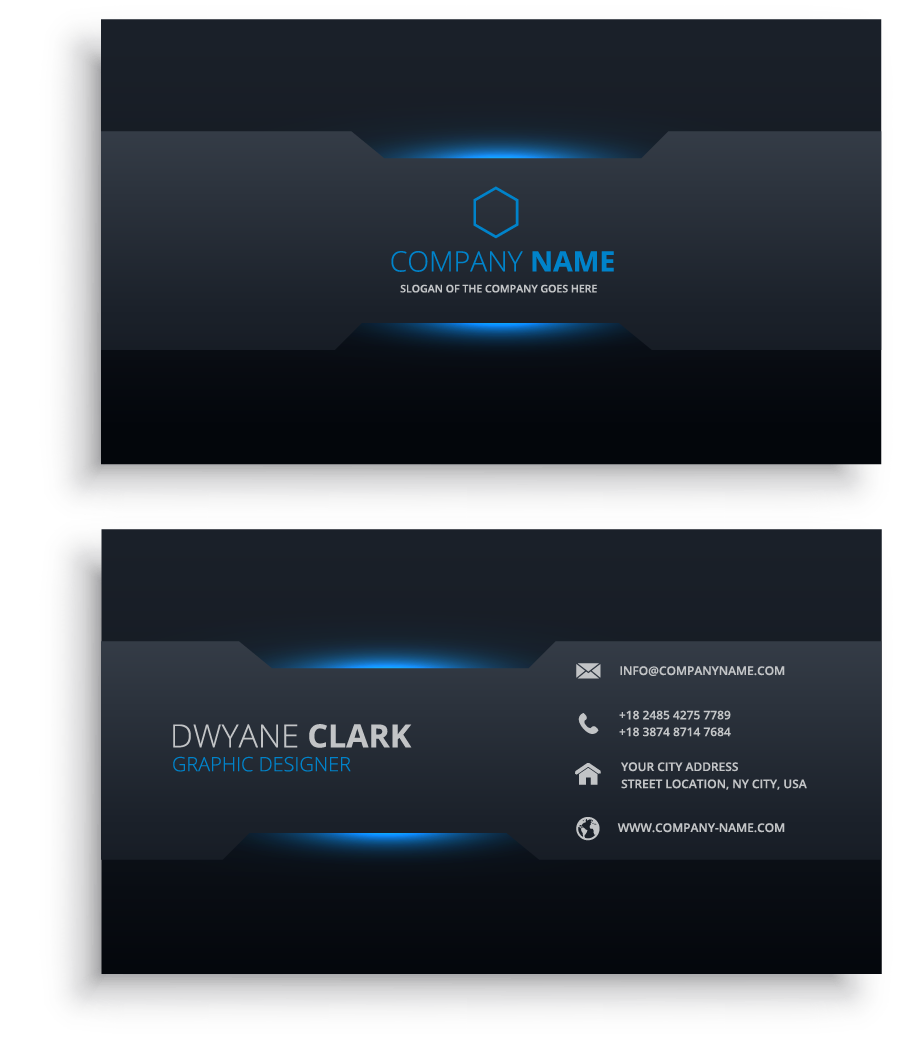 COMPANY NAME
SLOGAN OF THE COMPANY GOES HERE
DWYANE CLARK
GRAPHIC DESIGNER
INFO@COMPANYNAME.COM
+18 2485 4275 7789
+18 3874 8714 7684
YOUR CITY ADDRESS
STREET LOCATION, NY CITY, USA
WWW.COMPANY-NAME.COM